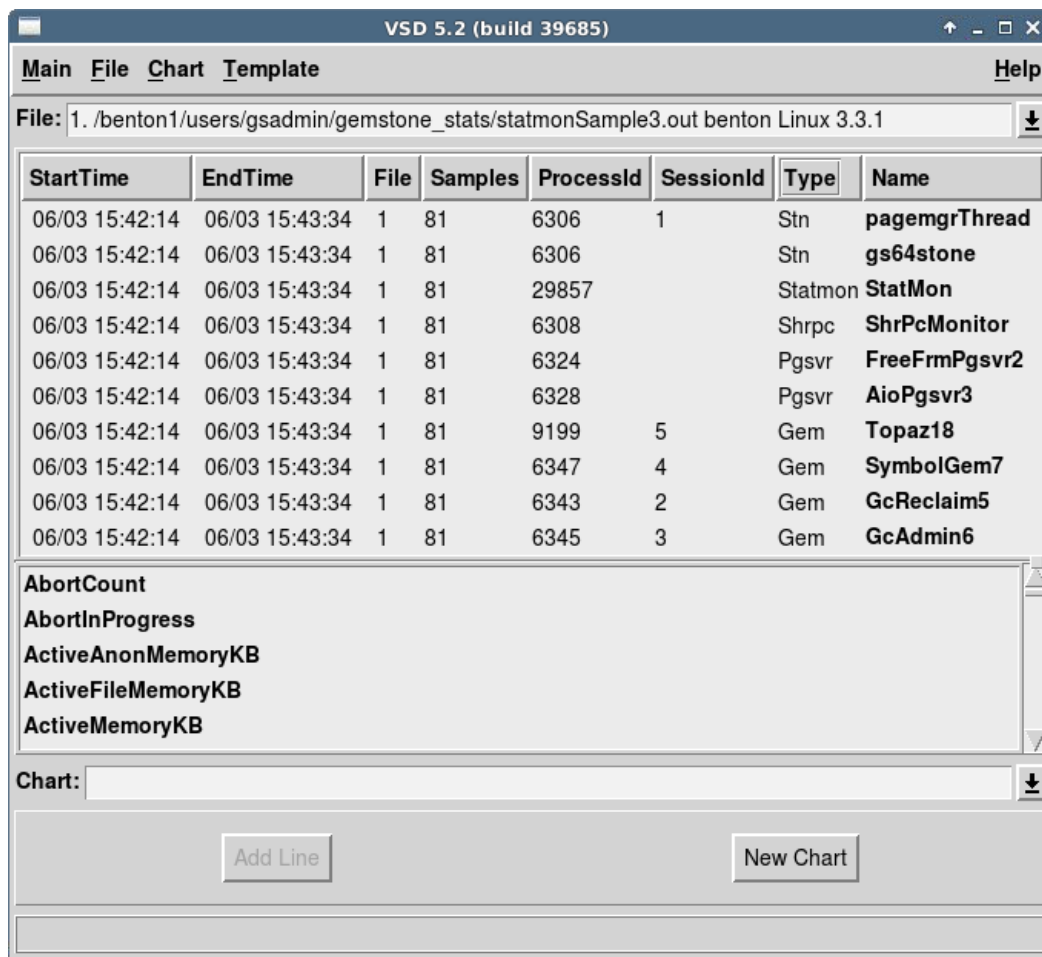 VSD 5.2 (build 39685)
Main File Chart Template Help
File: 1. /benton1/users/gsadmin/gemstone_stats/statmonSample3.out benton Linux 3.3.1
StartTime EndTime File Samples ProcessId SessionId Type Name
06/03 15:42:14 06/03 15:43:34 1 81 6306 1 Stn pagemgrThread
06/03 15:42:14 06/03 15:43:34 1 81 6306 Stn gs64stone
06/03 15:42:14 06/03 15:43:34 1 81 29857 Statmon StatMon
06/03 15:42:14 06/03 15:43:34 1 81 6308 Shrpc ShrPcMonitor
06/03 15:42:14 06/03 15:43:34 1 81 6324 Pgsvr FreeFrmPgsvr2
06/03 15:42:14 06/03 15:43:34 1 81 6328 Pgsvr AioPgsvr3
06/03 15:42:14 06/03 15:43:34 1 81 9199 5 Gem Topaz18
06/03 15:42:14 06/03 15:43:34 1 81 6347 4 Gem SymbolGem7
06/03 15:42:14 06/03 15:43:34 1 81 6343 2 Gem GcReclaim5
06/03 15:42:14 06/03 15:43:34 1 81 6345 3 Gem GcAdmin6
AbortCount
AbortInProgress
ActiveAnonMemoryKB
ActiveFileMemoryKB
ActiveMemoryKB
Chart:
Add Line New Chart